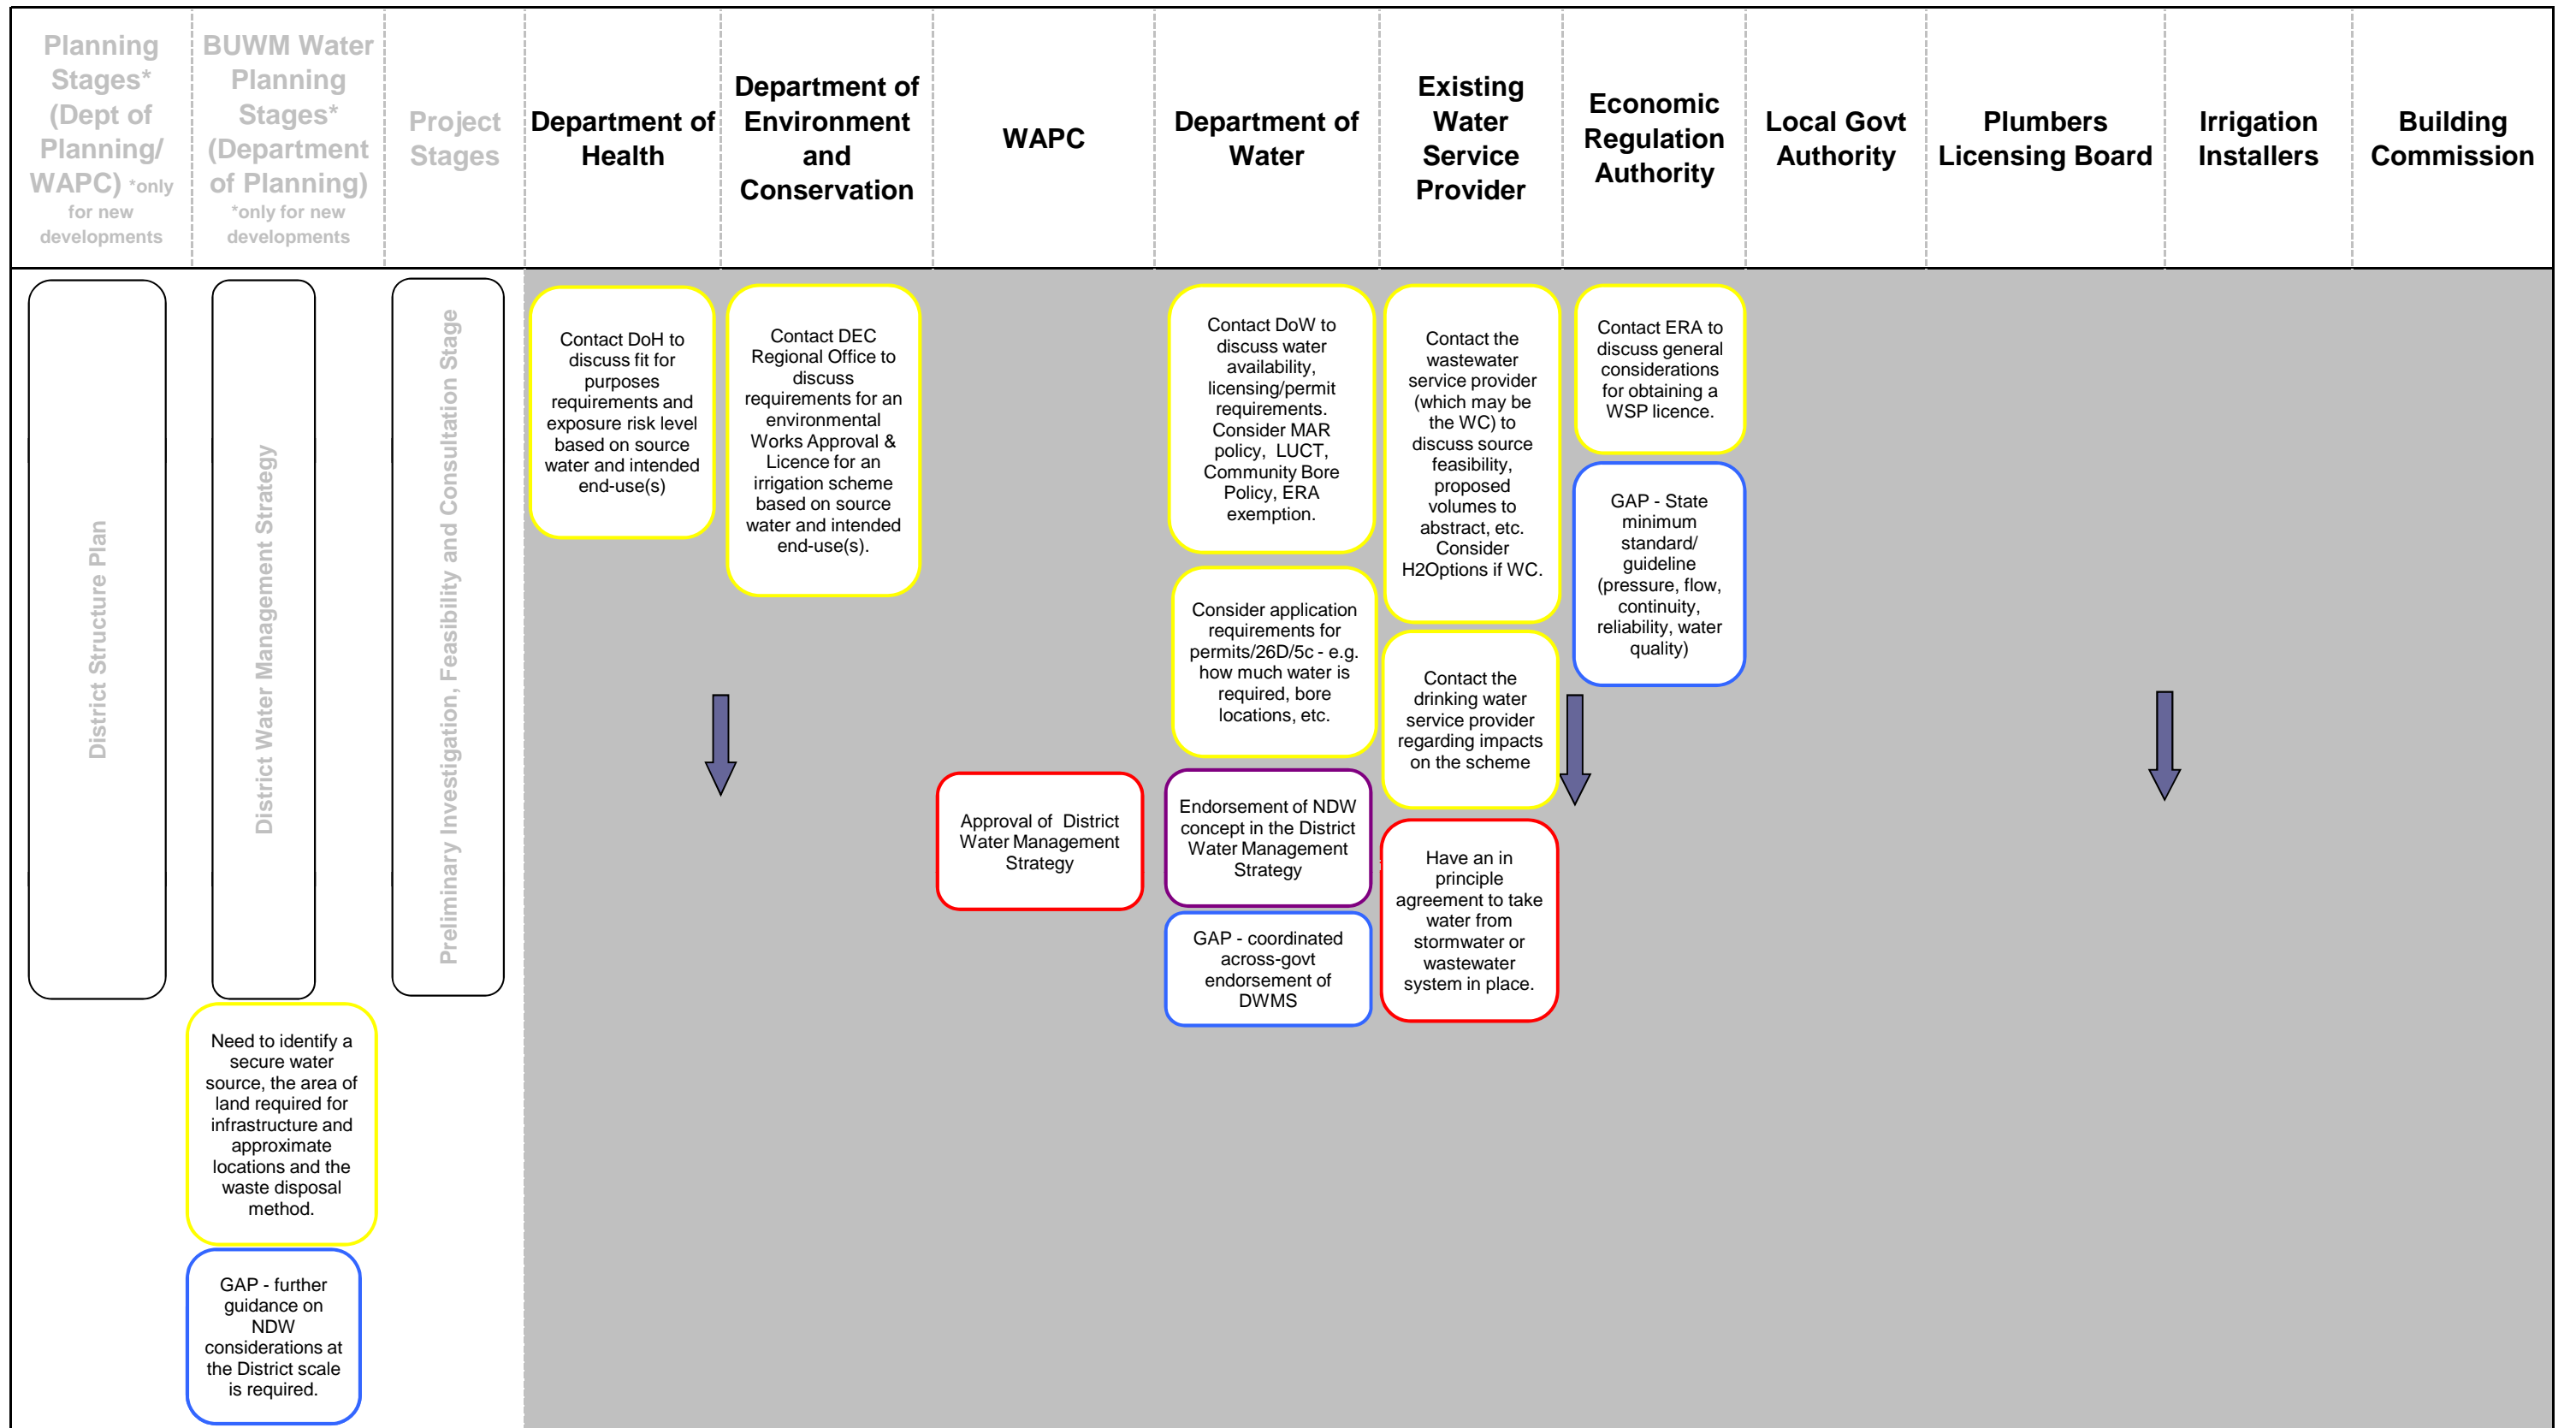 Planning
Stages*
(Dept of
Planning/
WAPC) *only
for new
developments
BUWM Water
Planning
Stages*
(Department
of Planning)
*only for new
developments
Project
Stages
Department of
Health
Department of
Environment
and
Conservation
WAPC
Department of
Water
Existing
Water
Service
Provider
Economic
Regulation
Authority
Local Govt
Authority
Plumbers
Licensing Board
Irrigation
Installers
Building
Commission
District Structure Plan
District Water Management Strategy
Preliminary Investigation, Feasibility and Consultation Stage
Need to identify a
secure water
source, the area of
land required for
infrastructure and
approximate
locations and the
waste disposal
method.
GAP - further
guidance on
NDW
considerations at
the District scale
is required.
Contact DoH to
discuss fit for
purposes
requirements and
exposure risk level
based on source
water and intended
end-use(s)
Contact DEC
Regional Office to
discuss
requirements for an
environmental
Works Approval &
Licence for an
irrigation scheme
based on source
water and intended
end-use(s).
Approval of District
Water Management
Strategy
Contact DoW to
discuss water
availability,
licensing/permit
requirements.
Consider MAR
policy, LUCT,
Community Bore
Policy, ERA
exemption.
Consider application
requirements for
permits/26D/5c - e.g.
how much water is
required, bore
locations, etc.
Endorsement of NDW
concept in the District
Water Management
Strategy
GAP - coordinated
across-govt
endorsement of
DWMS
Contact the
wastewater
service provider
(which may be
the WC) to
discuss source
feasibility,
proposed
volumes to
abstract, etc.
Consider
H2Options if WC.
Contact the
drinking water
service provider
regarding impacts
on the scheme
Have an in
principle
agreement to take
water from
stormwater or
wastewater
system in place.
Contact ERA to
discuss general
considerations
for obtaining a
WSP licence.
GAP - State
minimum
standard/
guideline
(pressure, flow,
continuity,
reliability, water
quality)